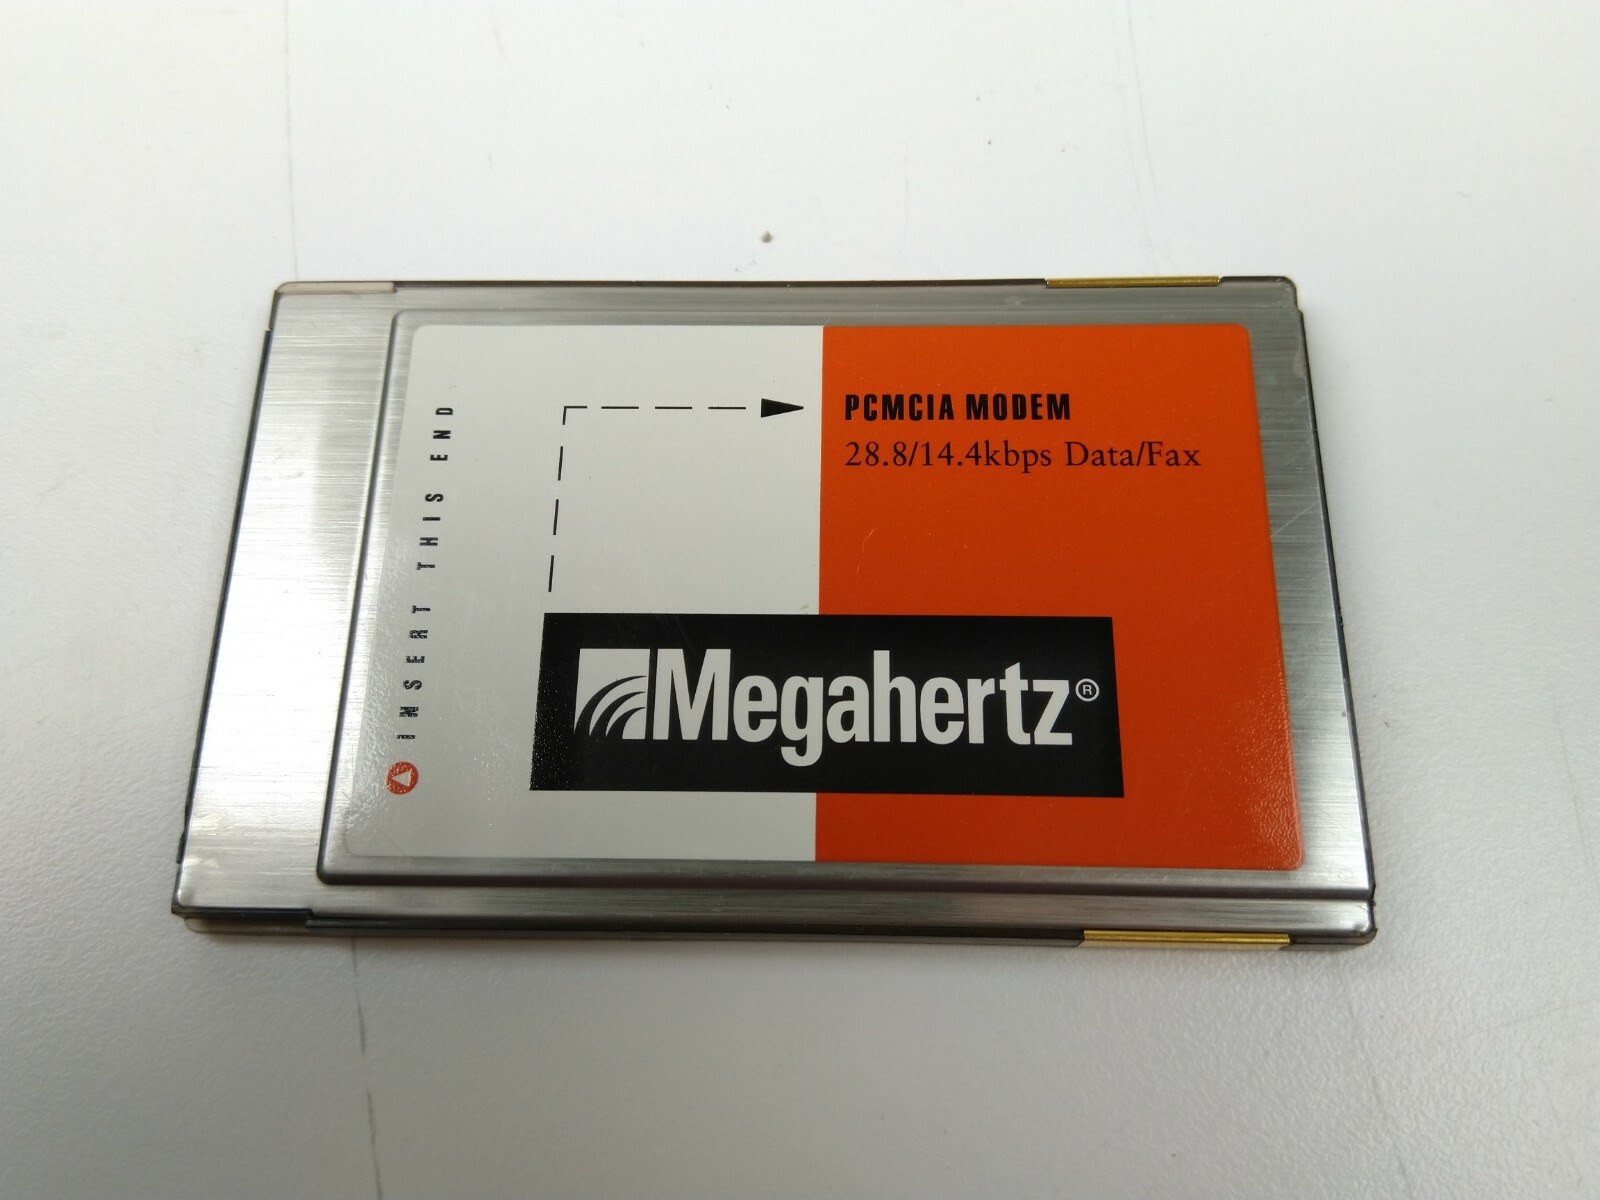 INSERT THIS END
PCMCIA MODEM
28.8/14.4kbps Data/Fax
Megahertz®